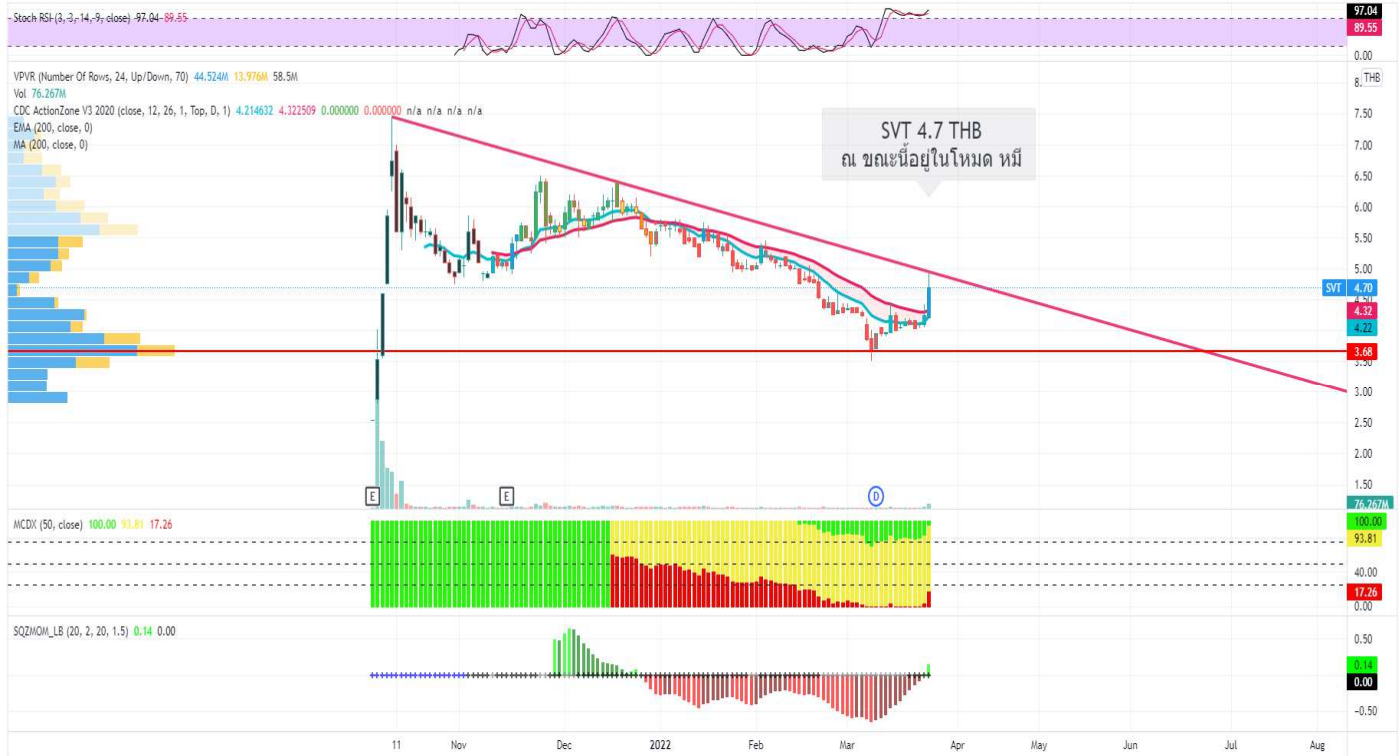 Stoch RSI (3, 3, 14, 9, close) 97.04 89.55
97.04
89.55
0.00
VPVR (Number Of Rows, 24, Up/Down, 70) 44.524M 13.976M 58.5M
Vol 76.267M
CDC ActionZone V3 2020 (close, 12, 26, 1, Top, D, 1) 4.214632 4.322509 0.000000 0.000000 n/a n/a n/a n/a
EMA (200, close, 0)
MA (200, close, 0)
SVT 4.7 THB
ณ ขณะนี้อยู่ในโหมด หมี
8. THB
7.50
7.00
6.50
6.00
5.50
5.00
SVT 4.70
4.50
4.32
4.22
3.68
3.50
3.00
2.50
2.00
1.50
E
E
D
76.267M
MCDX (50, close) 100.00 93.81 17.26
100.00
93.81
40.00
17.26
0.00
SQZMOM_LB (20, 2, 20, 1.5) 0.14 0.00
0.50
0.14
0.00
-0.50
11 Nov Dec 2022 Feb Mar Apr May Jun Jul Aug